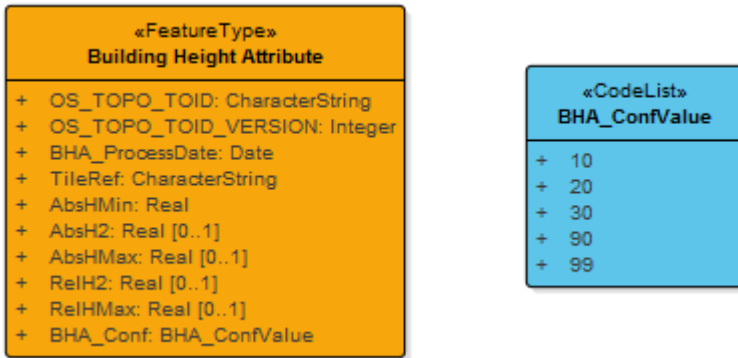 «FeatureType»
Building Height Attribute
+ OS_TOPO_TOID: CharacterString
+ OS_TOPO_TOID_VERSION: Integer
+ BHA_ProcessDate: Date
+ TileRef: CharacterString
+ AbsHMin: Real
+ AbsH2: Real [0..1]
+ AbsHMax: Real [0..1]
+ RelH2: Real [0..1]
+ RelHMax: Real [0..1]
+ BHA_Conf: BHA_ConfValue
«CodeList»
BHA_ConfValue
+ 10
+ 20
+ 30
+ 90
+ 99